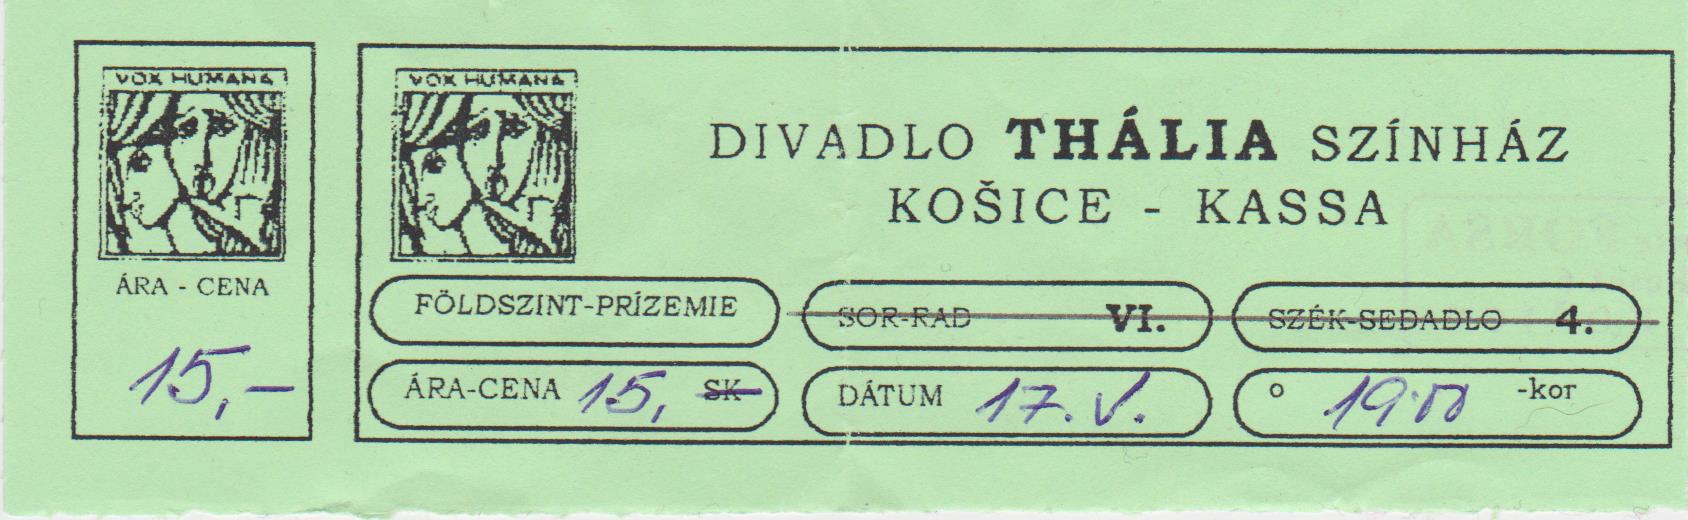 VOX HUMANA
ÁRA - CENA
15,-
VOX HUMANA
DIVADLO THÁLIA SZÍNHÁZ
KOŠICE - KASSA
FÖLDSZINT-PRÍZEMIE SOR-RAD VI. SZÉK-SEDADLO 4.
ÁRA-CENA 15, SK DÁTUM 17. V. o 19.00 -kor